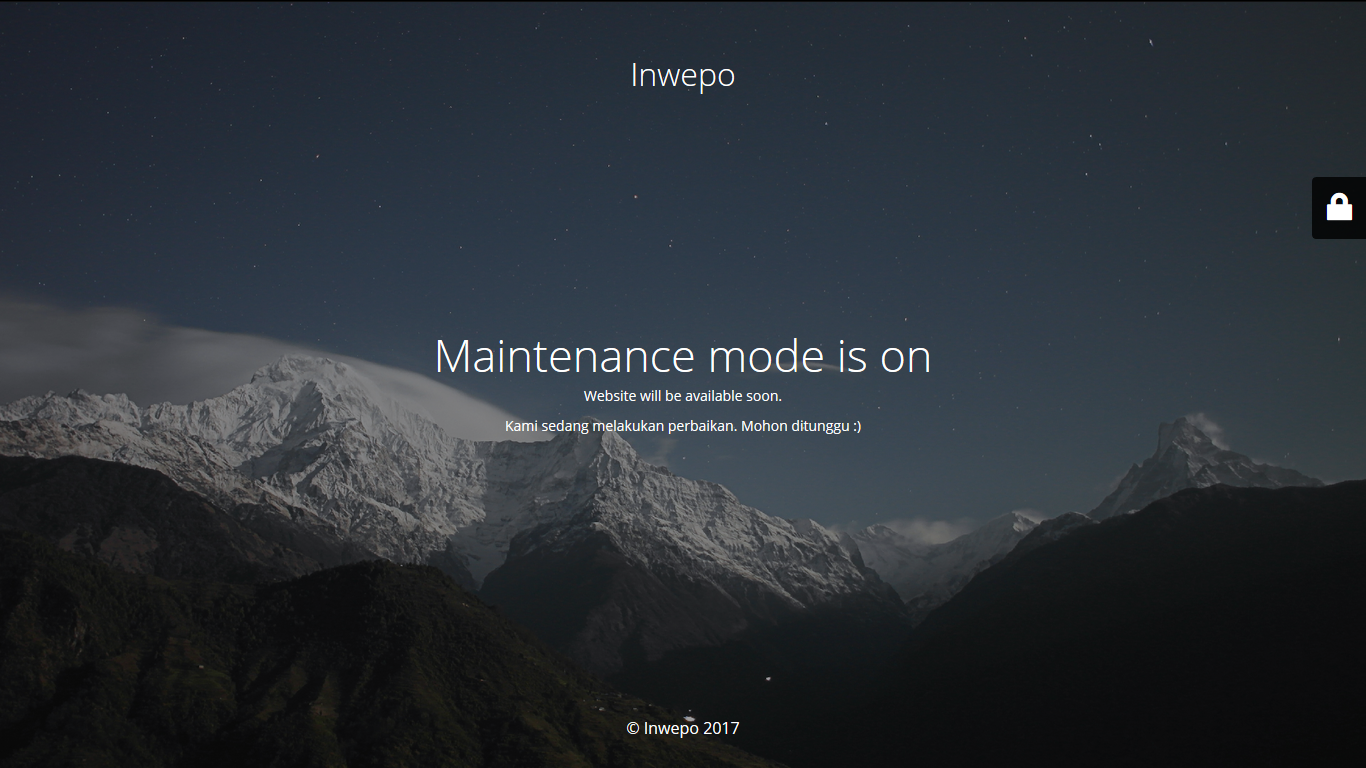 Inwepo
Maintenance mode is on
Website will be available soon.
Kami sedang melakukan perbaikan. Mohon ditunggu :)
© Inwepo 2017